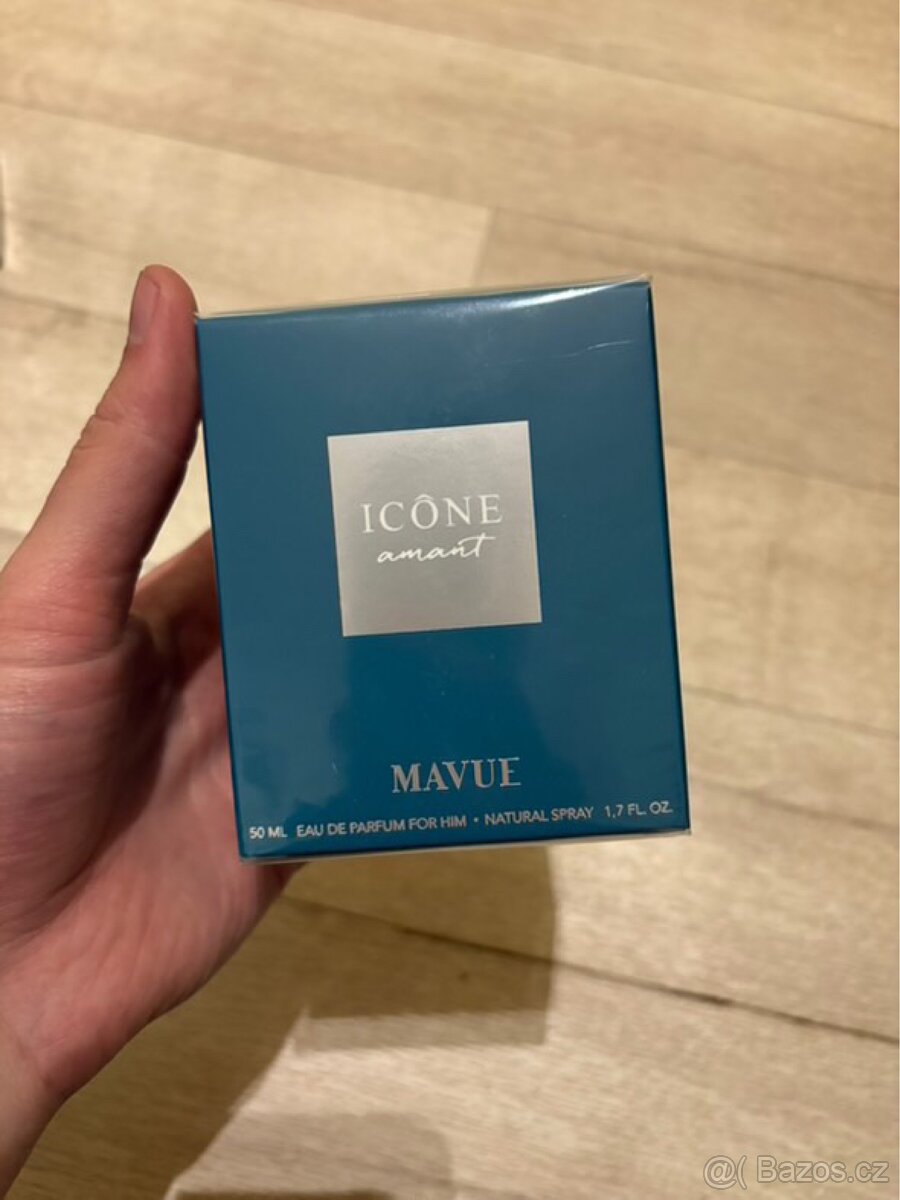 ICÔNE
amant
MAVUE
50 ML EAU DE PARFUM FOR HIM • NATURAL SPRAY 1,7 FL. OZ.
@( Bazos.cz